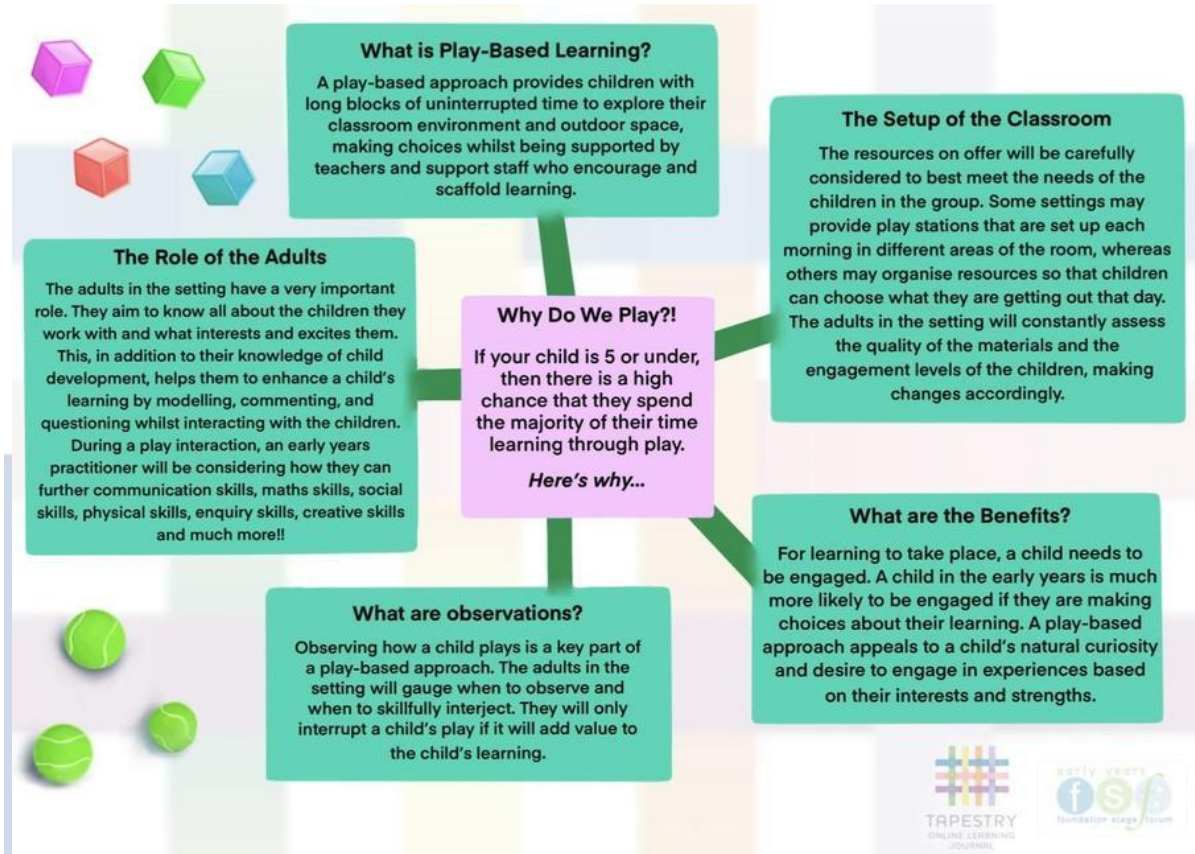 What is Play-Based Learning?
A play-based approach provides children with
long blocks of uninterrupted time to explore their
classroom environment and outdoor space,
making choices whilst being supported by
teachers and support staff who encourage and
scaffold learning.
The Setup of the Classroom
The resources on offer will be carefully
considered to best meet the needs of the
children in the group. Some settings may
provide play stations that are set up each
morning in different areas of the room, whereas
others may organise resources so that children
can choose what they are getting out that day.
The adults in the setting will constantly assess
the quality of the materials and the
engagement levels of the children, making
changes accordingly.
The Role of the Adults
The adults in the setting have a very important
role. They aim to know all about the children they
work with and what interests and excites them.
This, in addition to their knowledge of child
development, helps them to enhance a child's
learning by modelling, commenting, and
questioning whilst interacting with the children.
During a play interaction, an early years
practitioner will be considering how they can
further communication skills, maths skills, social
skills, physical skills, enquiry skills, creative skills
and much more!!
Why Do We Play?!
If your child is 5 or under,
then there is a high
chance that they spend
the majority of their time
learning through play.
Here's why...
What are the Benefits?
For learning to take place, a child needs to
be engaged. A child in the early years is much
more likely to be engaged if they are making
choices about their learning. A play-based
approach appeals to a child's natural curiosity
and desire to engage in experiences based
on their interests and strengths.
What are observations?
Observing how a child plays is a key part of
a play-based approach. The adults in the
setting will gauge when to observe and
when to skillfully interject. They will only
interrupt a child's play if it will add value to
the child's learning.
TAPESTRY
ONLINE LEARNING
JOURNAL
early years
fsf
foundation stage forum